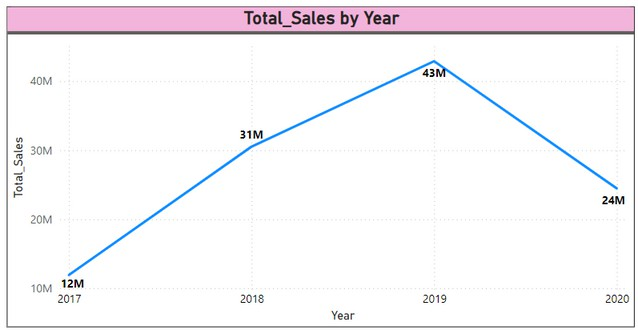 Total_Sales by Year
40M
30M
20M
10M
Total_Sales
12M
31M
43M
24M
2017 2018 2019 2020
Year